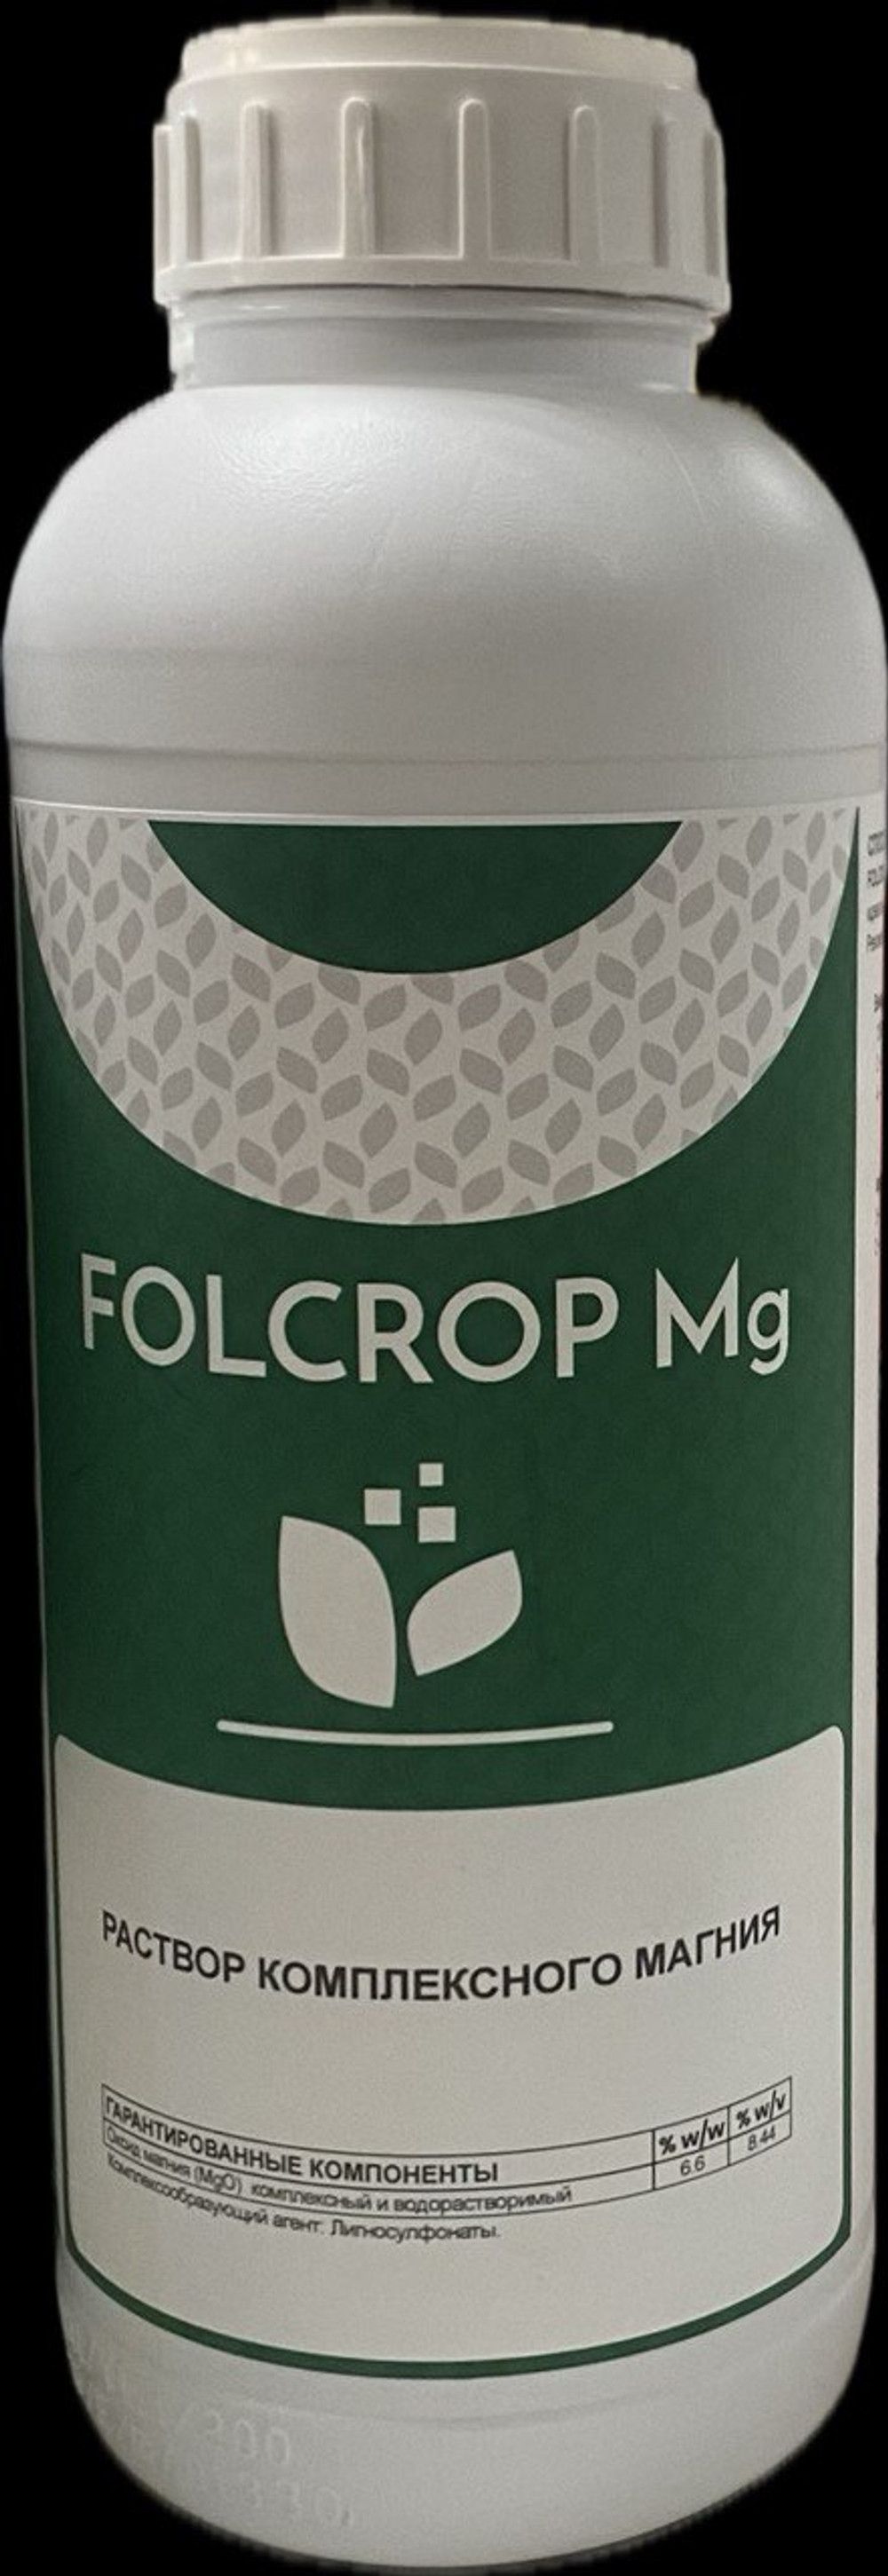 FOLCROP Mg
РАСТВОР КОМПЛЕКСНОГО МАГНИЯ
ГАРАНТИРОВАННЫЕ КОМПОНЕНТЫ % w/w % w/v
Оксид магния (MgO) комплексный и водорастворимый 6.6 8.44
Комплексообразующий агент: Лигносулфонаты.